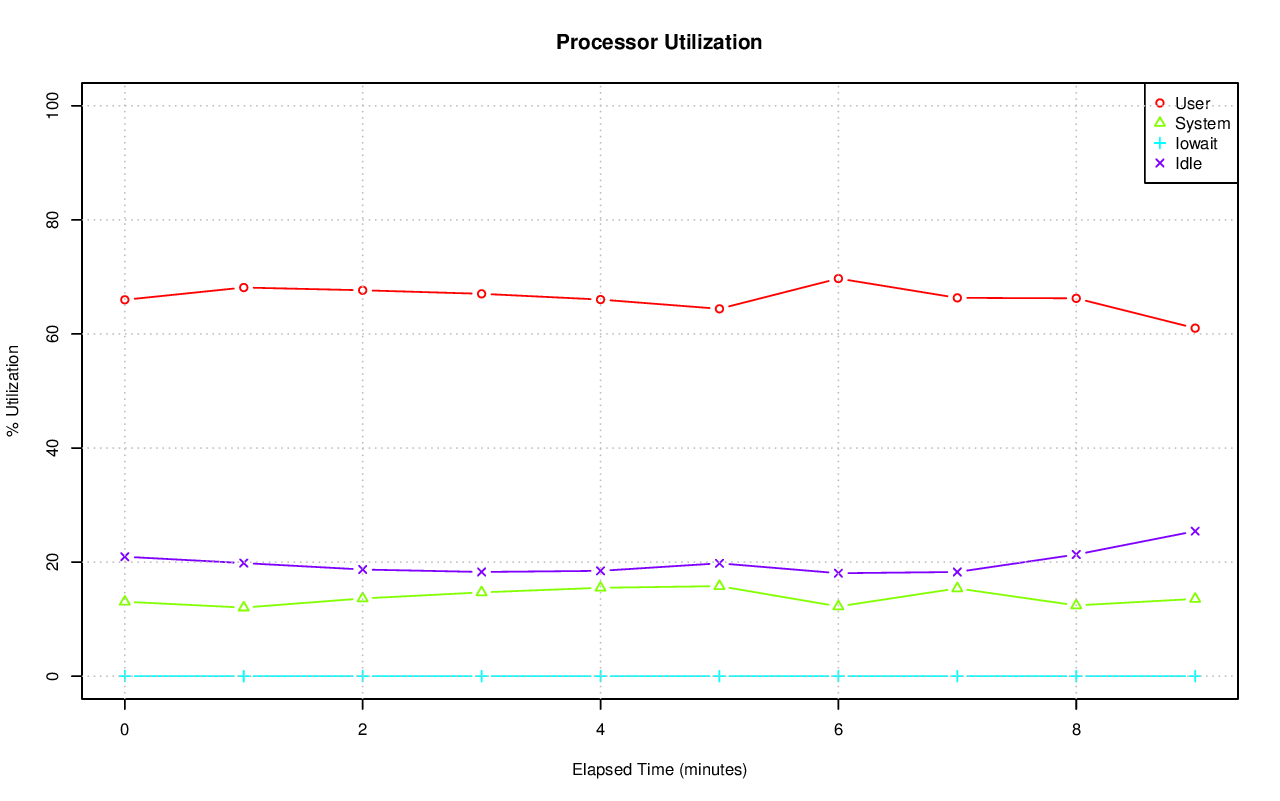 Processor Utilization
% Utilization
100
80
60
40
20
0
User
System
Iowait
Idle
0 2 4 6 8
Elapsed Time (minutes)